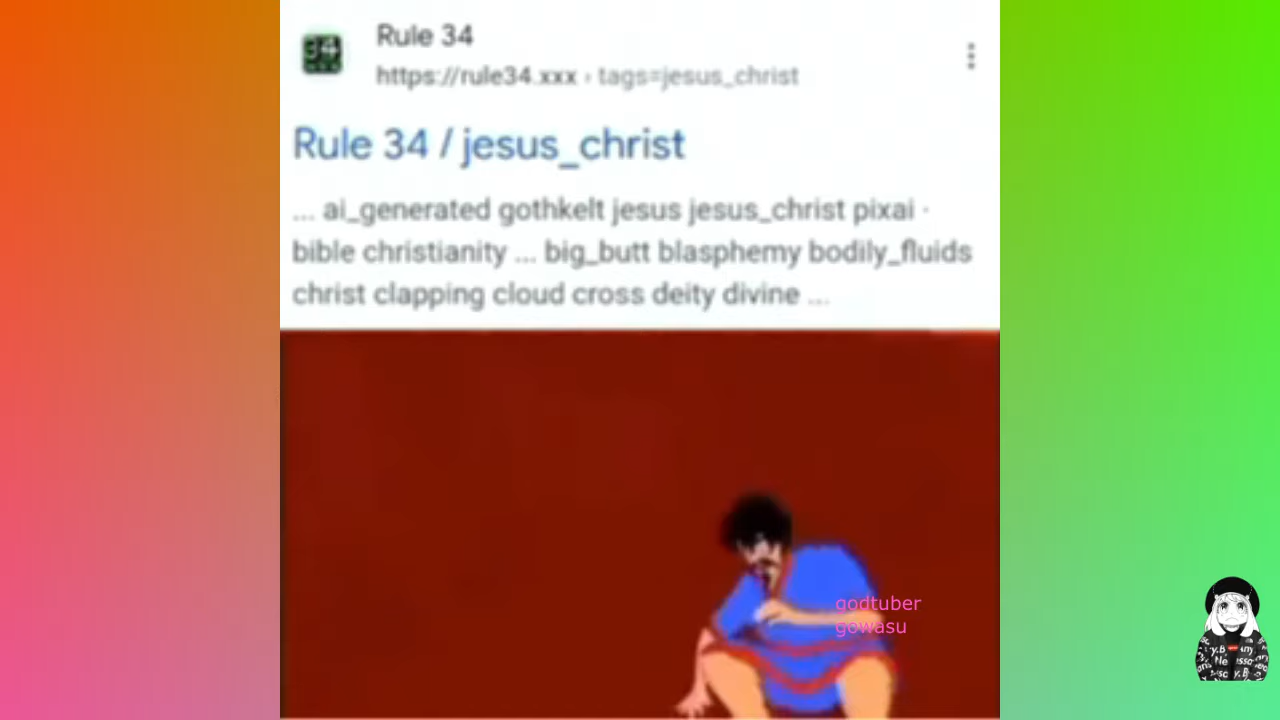 34
Rule 34
https://rule34.xxx › tags=jesus_christ
Rule 34 / jesus_christ
... ai_generated gothkelt jesus jesus_christ pixai ·
bible christianity ... big_butt blasphemy bodily_fluids
christ clapping cloud cross deity divine ...
godtuber
gowasu